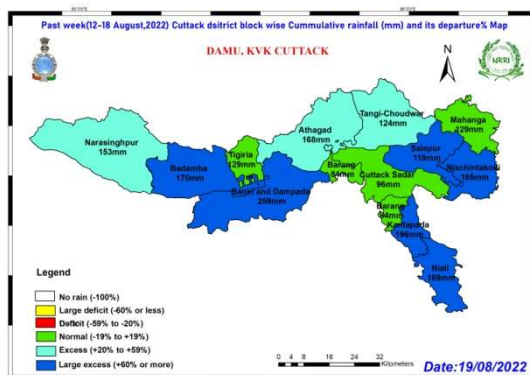 Past week(12-18 August,2022) Cuttack dsitrict block wise Cummulative rainfall (mm) and its departure% Map
DAMU, KVK CUTTACK
N
NRRI
Tangi-Choudwar
124mm
Mahanga
129mm
Athagad
168mm
Narasinghpur
153mm
Tigiria
129mm
Salepur
119mm
Badamba
170mm
Barang
84mm
Cuttack Sadar
96mm
Nischintakoili
Banki and Dampada
259mm
Barang
84mm
Kantapada
196mm
Niali
189mm
Legend
No rain (-100%)
Large deficit (-60% or less)
Deficit (-59% to -20%)
Normal (-19% to +19%)
Excess (+20% to +59%)
Large excess (+60% or more)
0 4 8 16 24 32
Kilometers
Date:19/08/2022